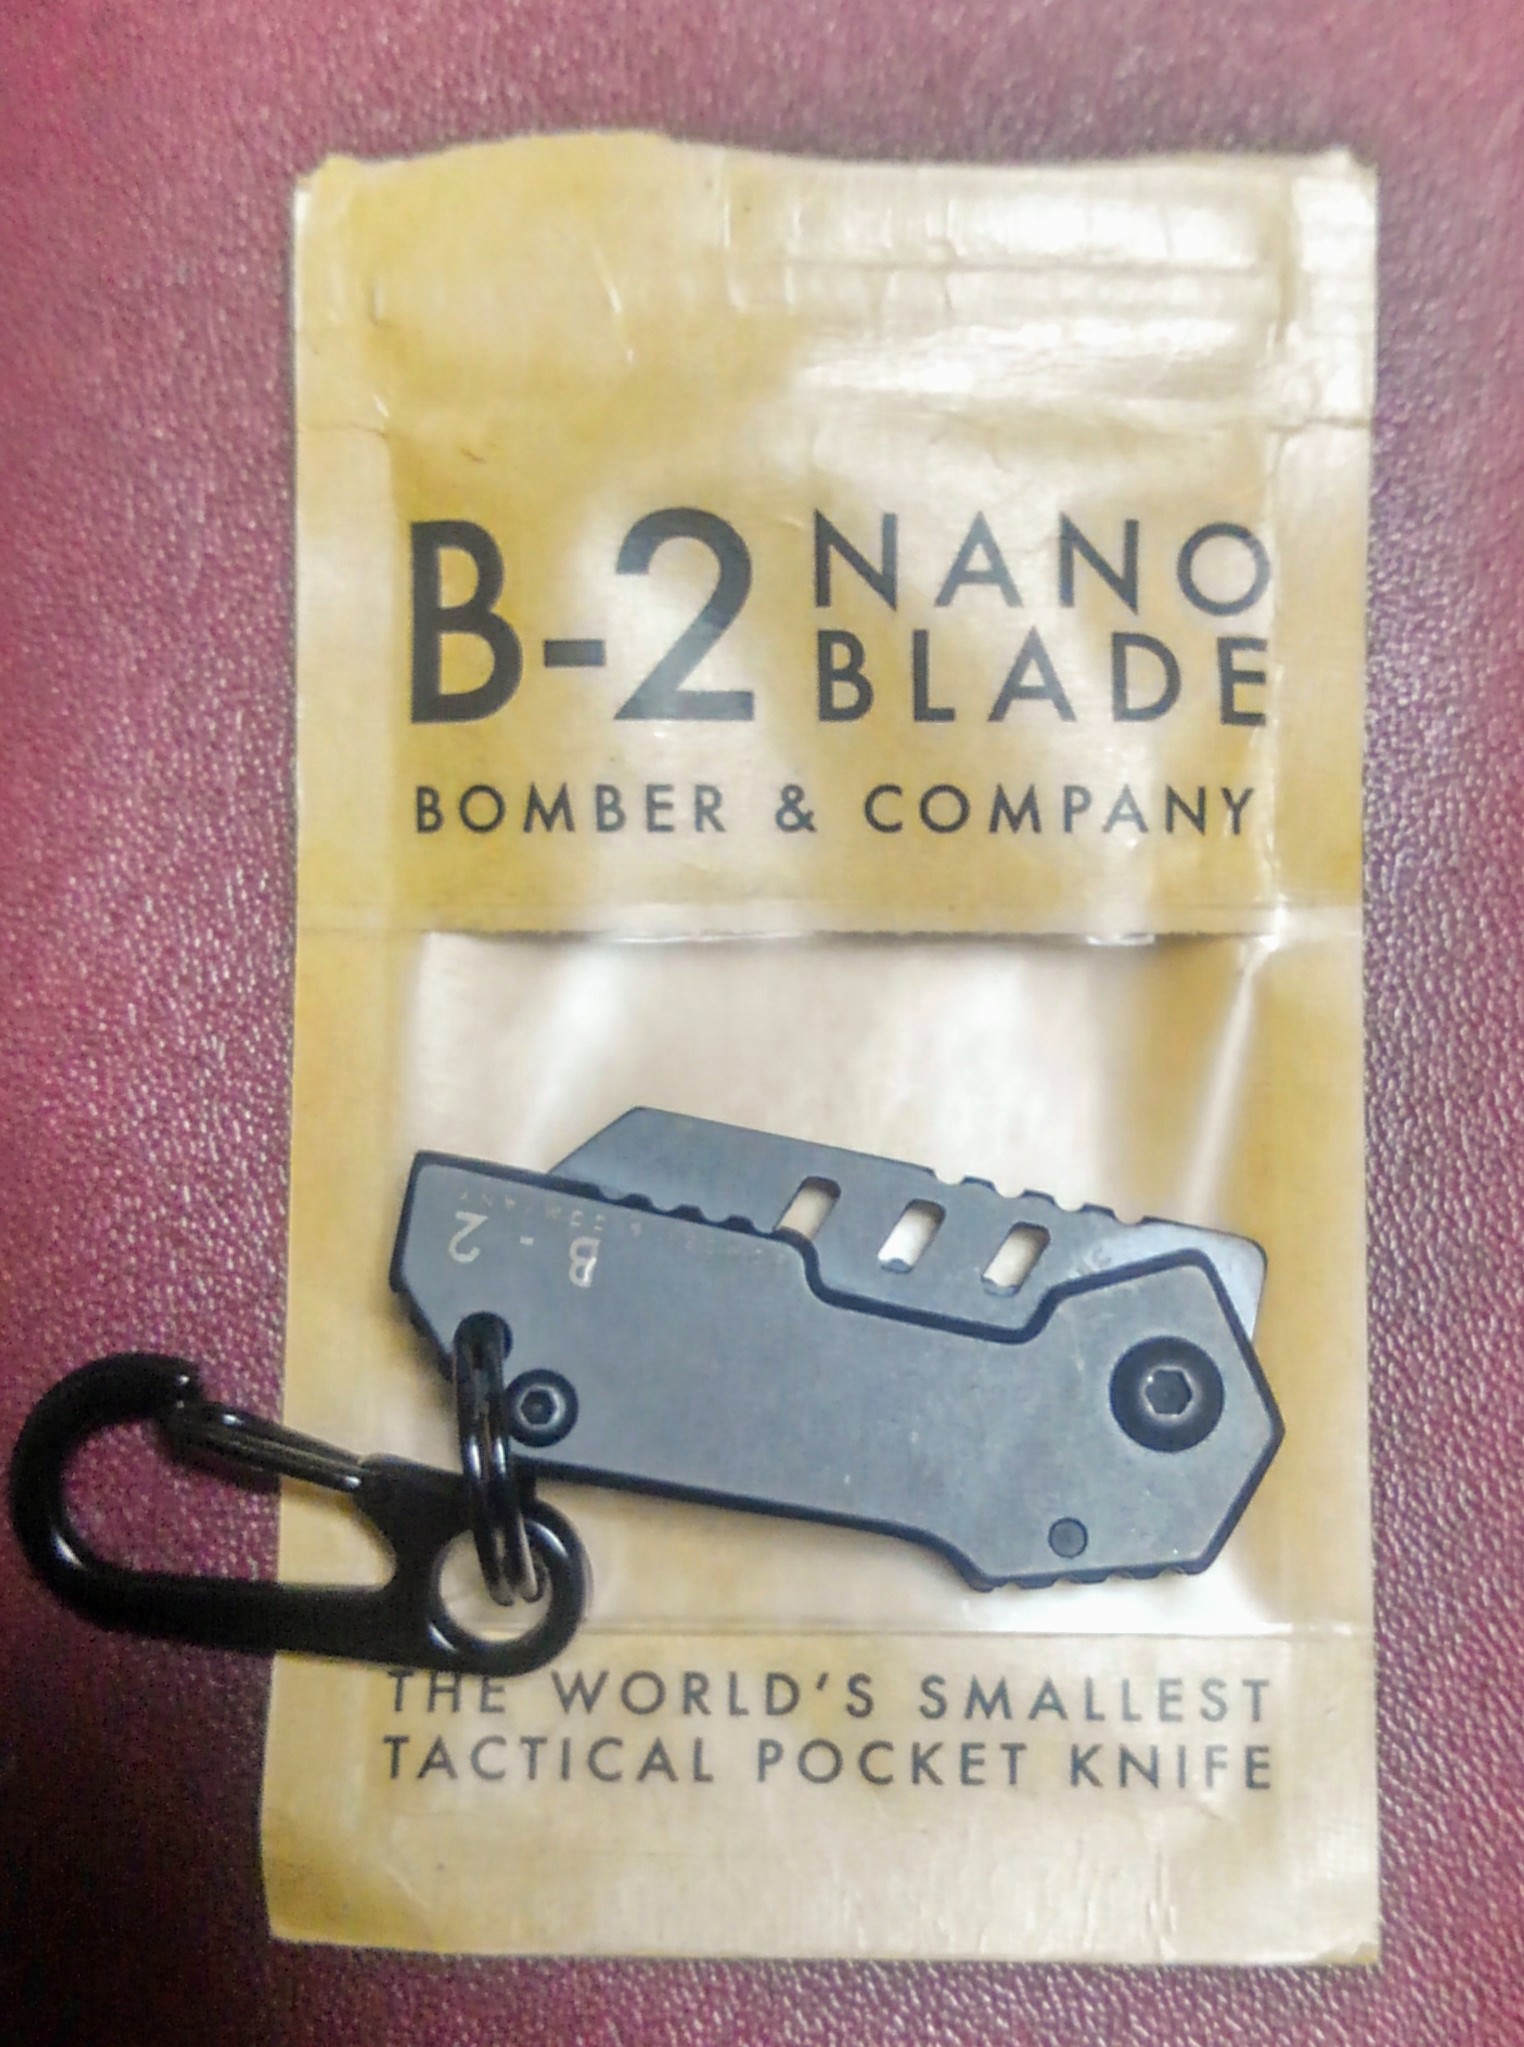 B-2 NANO
BLADE
BOMBER & COMPANY
B-2
THE WORLD'S SMALLEST
TACTICAL POCKET KNIFE